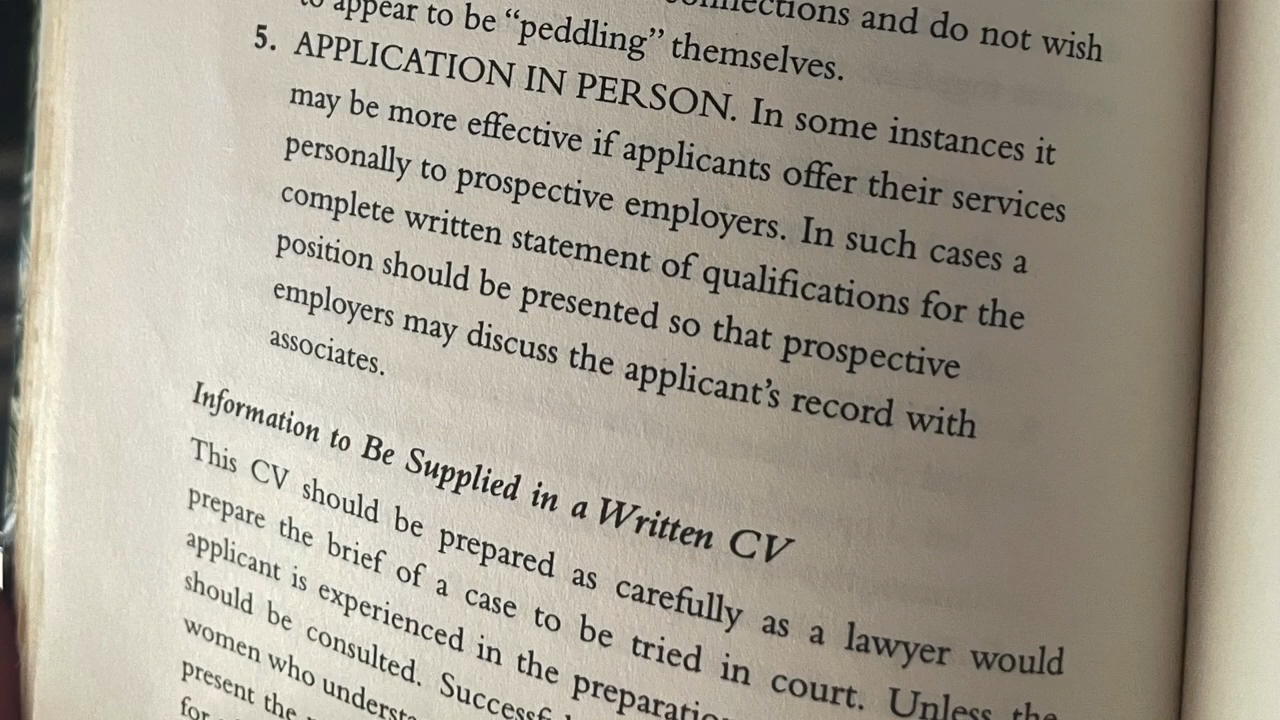 to appear to be “peddling” themselves.
and do not wish
5. APPLICATION IN PERSON. In some instances it
may be more effective if applicants offer their services
personally to prospective employers. In such cases a
complete written statement of qualifications for the
position should be presented so that prospective
employers may discuss the applicant’s record with
associates.
Information to Be Supplied in a Written CV
This CV should be prepared as carefully as a lawyer would
prepare the brief of a case to be tried in court. Unless the
applicant is experienced in the
should be consulted.
women who
present the
for